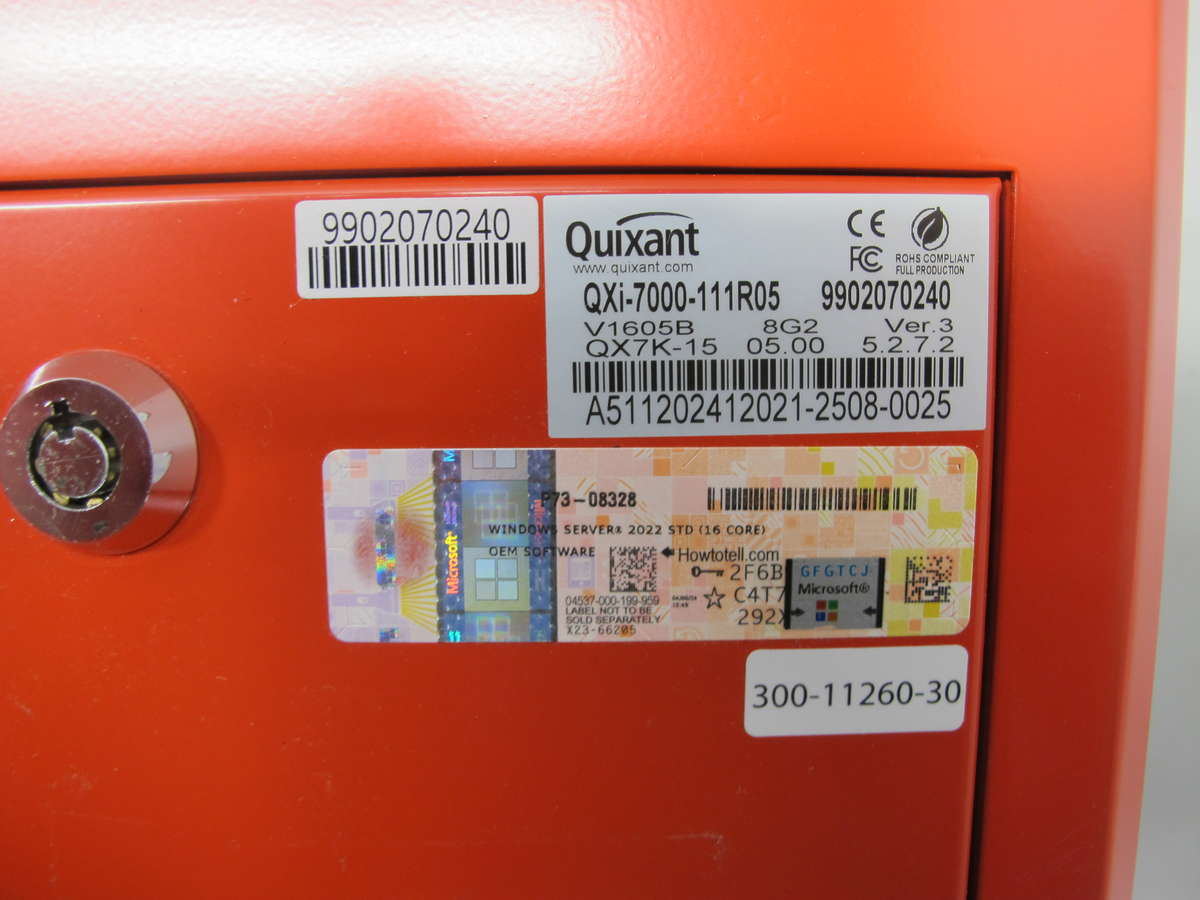 9902070240
Quixant
www.quixant.com
CE
FC
ROHS COMPLIANT
FULL PRODUCTION
QXi-7000-111R05 9902070240
V1605B 8G2 Ver.3
QX7K-15 05.00 5.2.7.2
A511202412021-2508-0025
P73-08328
WINDOWS SERVER® 2022 STD (16 CORE)
OEM SOFTWARE
Howtotell.com
Microsoft
04537-000-199-959
LABEL NOT TO BE
SOLD SEPARATELY
X23-66205
2F6B
C4T7
292X
GFGTCJ
Microsoft®
300-11260-30